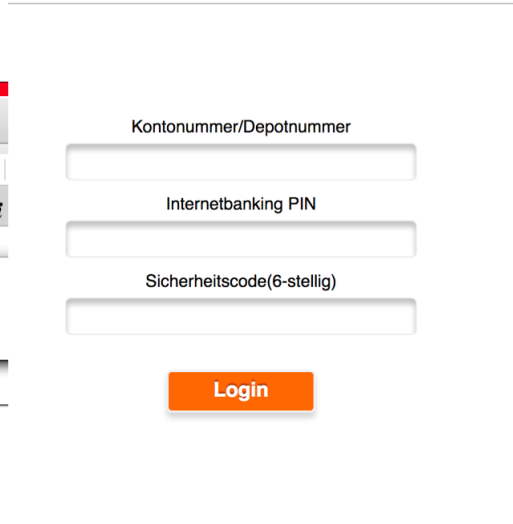 Kontonummer/Depotnummer
Internetbanking PIN
Sicherheitscode(6-stellig)
Login